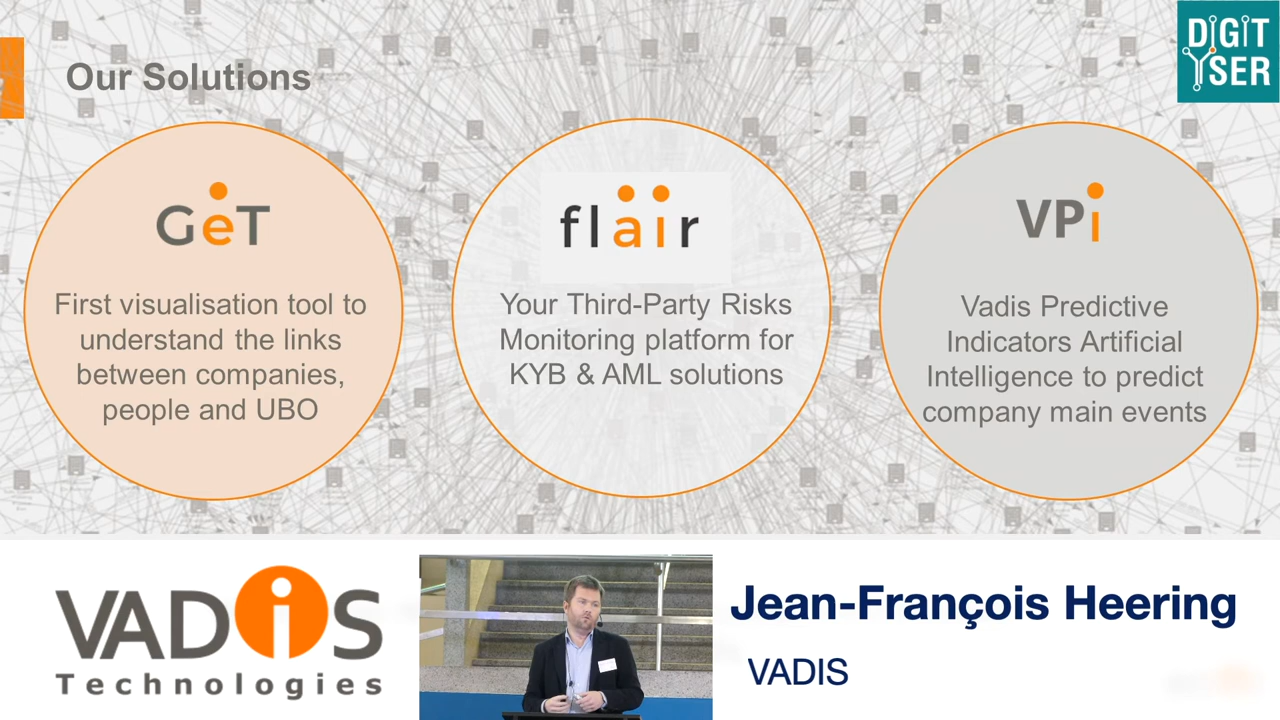 Our Solutions
DIGIT
YSER
GeT
First visualisation tool to
understand the links
between companies,
people and UBO
flair
Your Third-Party Risks
Monitoring platform for
KYB & AML solutions
VPi
Vadis Predictive
Indicators Artificial
Intelligence to predict
company main events
VADiS
Technologies
Jean-François Heering
VADIS